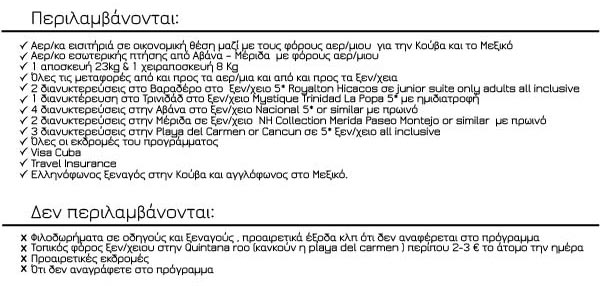 Περιλαμβάνονται:
✓ Αερ/κα εισιτήριά σε οικονομική θέση μαζί με τους φόρους αερ/μιου για την Κούβα και το Μεξικό
✓ Αερ/κο εσωτερικής πτήσης από Αβάνα – Μέριδα με φόρους αερ/μιου
✓ 1 αποσκευή 23kg & 1 χειραποσκευή 8 Kg
✓ Όλες τις μεταφορές από και προς τα αερ/μια και από και προς τα ξεν/χεια
✓ 2 διανυκτερεύσεις στο Βαραδέρο στο ξεν/χειο 5* Royalton Hicacos σε junior suite only adults all inclusive
✓ 1 διανυκτέρευση στο Τρινιδάδ στο ξεν/χειο Mystique Trinidad La Popa 5* με ημιδιατροφή
✓ 4 διανυκτερεύσεις στην Αβάνα στο ξεν/χειο Nacional 5* or similar με πρωινό
✓ 2 διανυκτερεύσεις στην Μέριδα σε ξεν/χειο NH Collection Merida Paseo Montejo or similar με πρωινό
✓ 3 διανυκτερεύσεις στην Playa del Carmen or Cancun σε 5* ξεν/χειο all inclusive
✓ Όλες οι εκδρομές του προγράμματος
✓ Visa Cuba
✓ Travel Insurance
✓ Ελληνόφωνος ξεναγός στην Κούβα και αγγλόφωνος στο Μεξικό.
Δεν περιλαμβάνονται:
x Φιλοδωρήματα σε οδηγούς και ξεναγούς , προαιρετικά έξοδα κλπ ότι δεν αναφέρεται στο πρόγραμμα
x Τοπικός φόρος ξεν/χειου στην Quintana roo (κανκούν η playa del carmen ) περίπου 2-3 € το άτομο την ημέρα
x Προαιρετικές εκδρομές
x Ότι δεν αναγράφετε στο πρόγραμμα